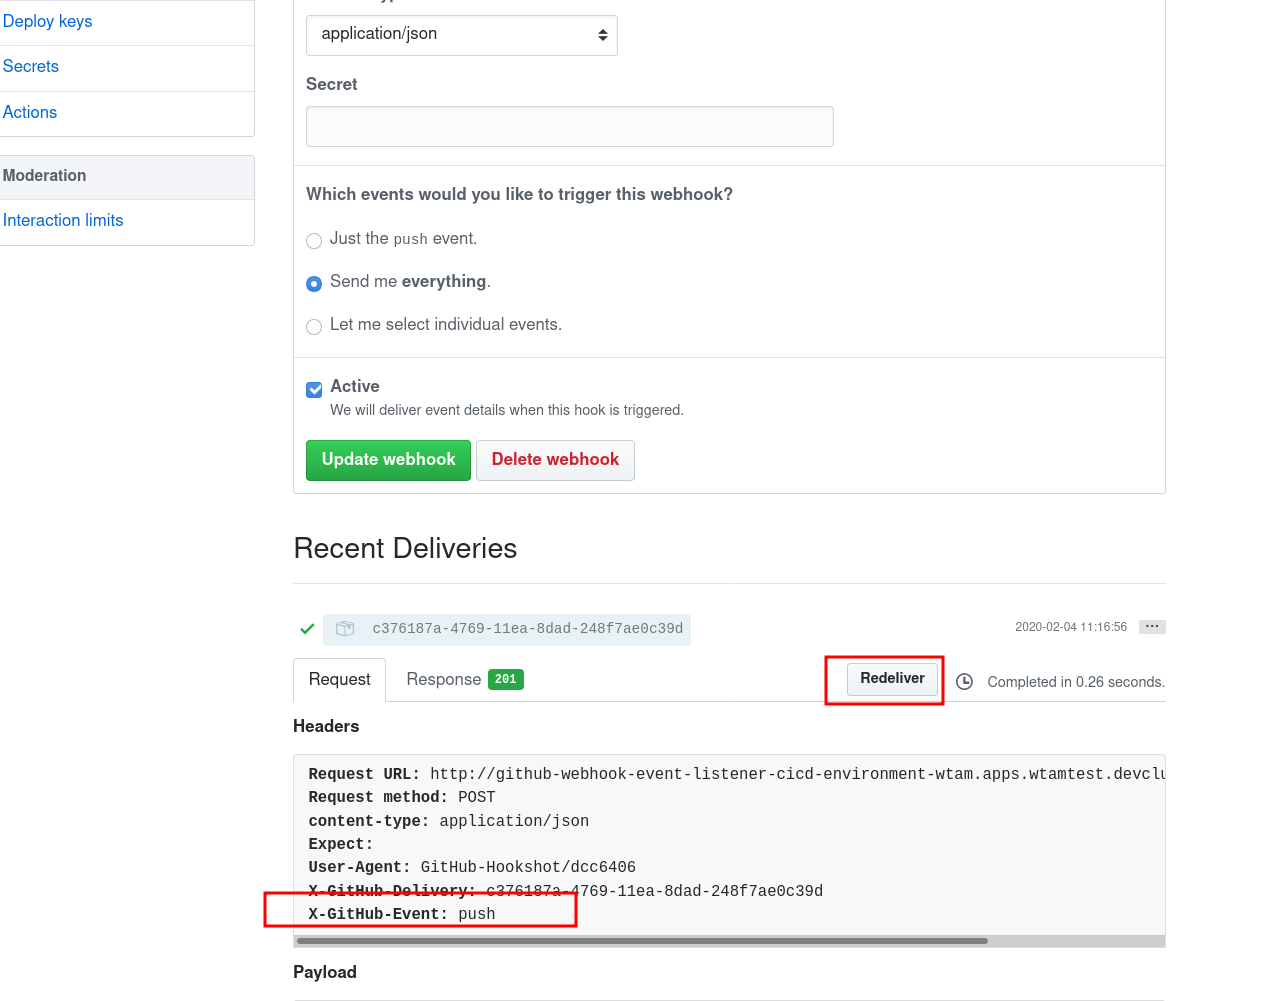 Deploy keys
Secrets
Actions
Moderation
Interaction limits
application/json
Secret
Which events would you like to trigger this webhook?
Just the push event.
Send me everything.
Let me select individual events.
Active
We will deliver event details when this hook is triggered.
Update webhook Delete webhook
Recent Deliveries
c376187a-4769-11ea-8dad-248f7ae0c39d 2020-02-04 11:16:56 ...
Request Response 201 Redeliver Completed in 0.26 seconds.
Headers
Request URL: http://github-webhook-event-listener-cicd-environment-wtam.apps.wtamtest.devclu
Request method: POST
content-type: application/json
Expect:
User-Agent: GitHub-Hookshot/dcc6406
X-GitHub-Delivery: c376187a-4769-11ea-8dad-248f7ae0c39d
X-GitHub-Event: push
Payload